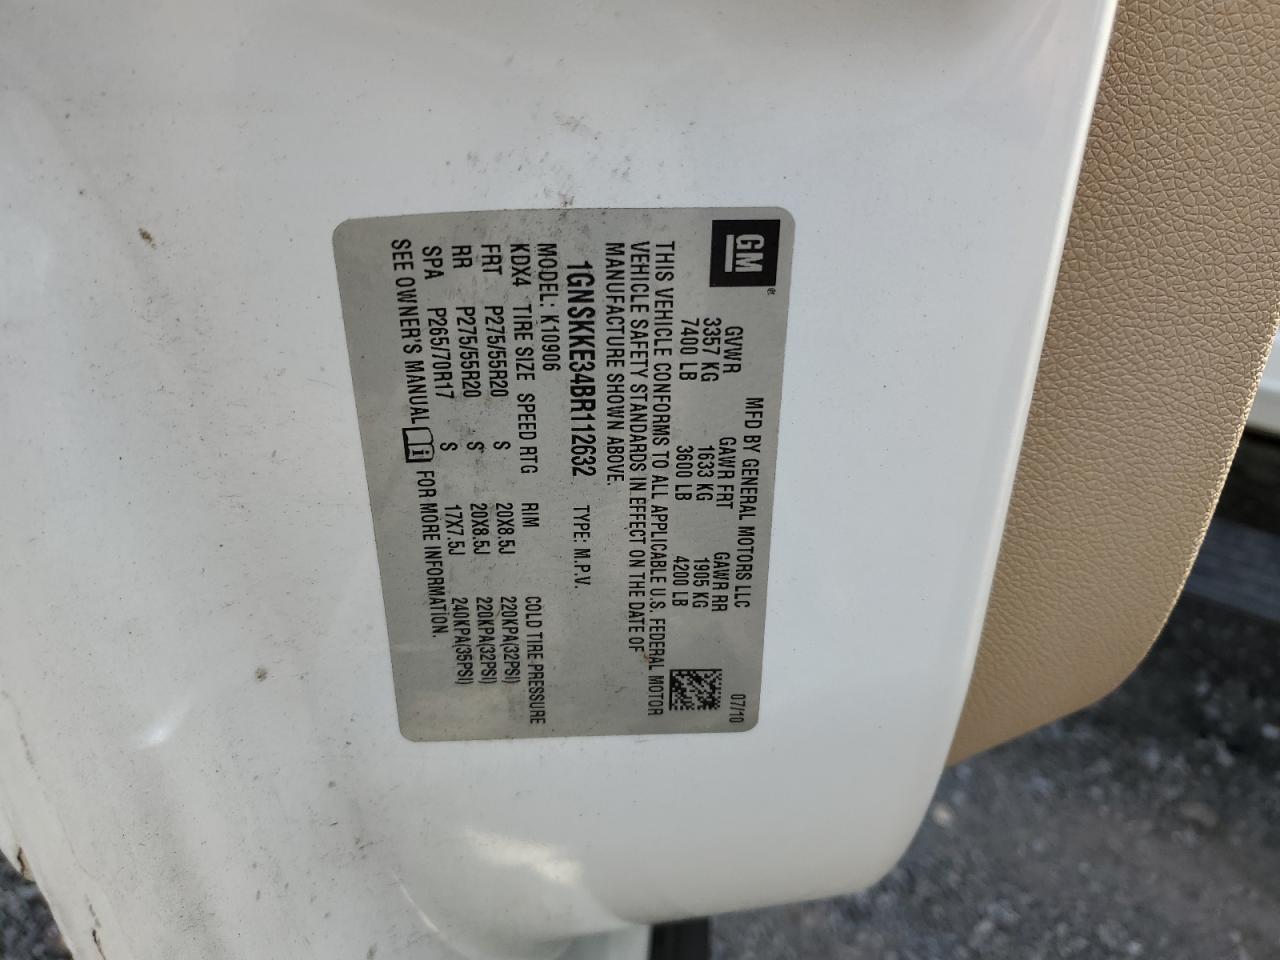 GM
MFD BY GENERAL MOTORS LLC 07/10
GVWR GAWR FRT GAWR RR
3357 KG 1633 KG 1905 KG
7400 LB 3600 LB 4200 LB
THIS VEHICLE CONFORMS TO ALL APPLICABLE U.S. FEDERAL MOTOR
VEHICLE SAFETY STANDARDS IN EFFECT ON THE DATE OF
MANUFACTURE SHOWN ABOVE.
1GNSKKE34BR112632 TYPE: M.P.V.
MODEL: K10906
KDX4 TIRE SIZE SPEED RTG RIM COLD TIRE PRESSURE
FRT P275/55R20 S 20X8.5J 220KPA(32PSI)
RR P275/55R20 S 20X8.5J 220KPA(32PSI)
SPA P265/70R17 S 17X7.5J 240KPA(35PSI)
SEE OWNER'S MANUAL i FOR MORE INFORMATION.